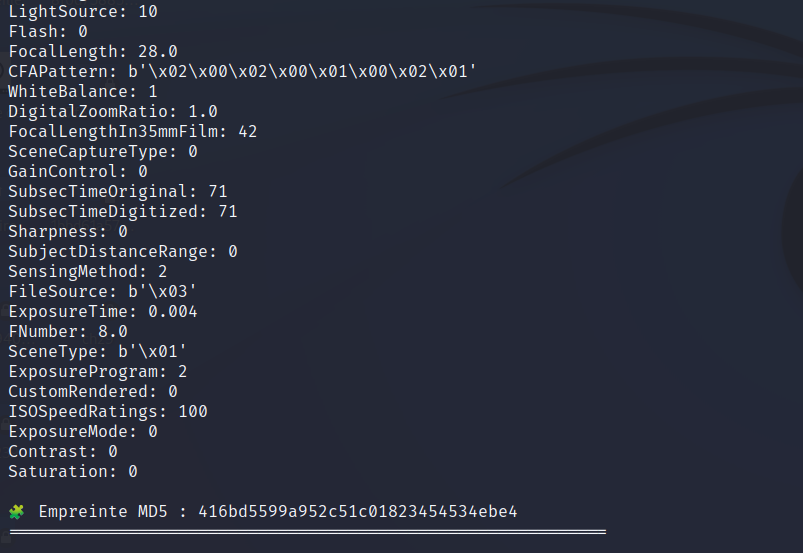 LightSource: 10
Flash: 0
FocalLength: 28.0
CFAPattern: b'\x02\x00\x02\x00\x01\x00\x02\x01'
WhiteBalance: 1
DigitalZoomRatio: 1.0
FocalLengthIn35mmFilm: 42
SceneCaptureType: 0
GainControl: 0
SubsecTimeOriginal: 71
SubsecTimeDigitized: 71
Sharpness: 0
SubjectDistanceRange: 0
SensingMethod: 2
FileSource: b'\x03'
ExposureTime: 0.004
FNumber: 8.0
SceneType: b'\x01'
ExposureProgram: 2
CustomRendered: 0
ISOSpeedRatings: 100
ExposureMode: 0
Contrast: 0
Saturation: 0
🧩 Empreinte MD5 : 416bd5599a952c51c01823454534ebe4
============================================================